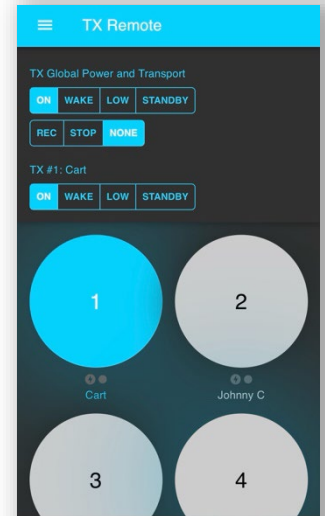 TX Remote
TX Global Power and Transport
ON WAKE LOW STANDBY
REC STOP NONE
TX #1: Cart
ON WAKE LOW STANDBY
1 2
Cart Johnny C
3 4